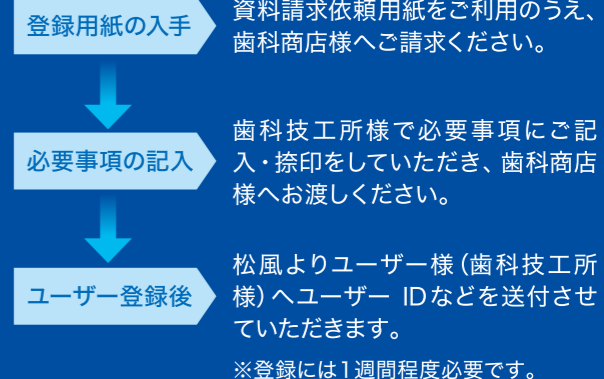 登録用紙の入手
資料請求依頼用紙をご利用のうえ、
歯科商店様へご請求ください。
必要事項の記入
歯科技工所様で必要事項にご記
入・捺印をしていただき、歯科商店
様へお渡しください。
ユーザー登録後
松風よりユーザー様(歯科技工所
様)へユーザー IDなどを送付させ
ていただきます。
※登録には1週間程度必要です。